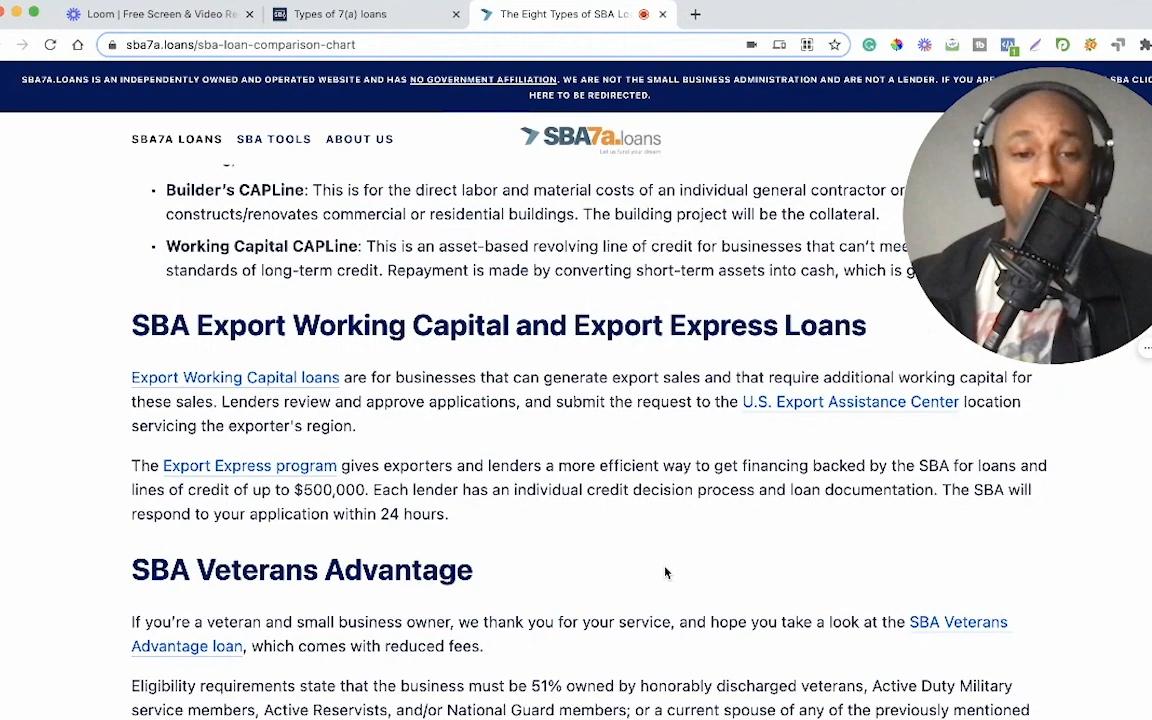 Loom | Free Screen & Video Re
Types of 7(a) loans
The Eight Types of SBA Lo
sba7a.loans/sba-loan-comparison-chart
SBA7A.LOANS IS AN INDEPENDENTLY OWNED AND OPERATED WEBSITE AND HAS NO GOVERNMENT AFFILIATION. WE ARE NOT THE SMALL BUSINESS ADMINISTRATION AND ARE NOT A LENDER. IF YOU ARE SBA CLIC
HERE TO BE REDIRECTED.
SBA7A LOANS SBA TOOLS ABOUT US
SBA7a.loans
Let us fund your dream
• Builder's CAPLine: This is for the direct labor and material costs of an individual general contractor or
constructs/renovates commercial or residential buildings. The building project will be the collateral.
• Working Capital CAPLine: This is an asset-based revolving line of credit for businesses that can't mee
standards of long-term credit. Repayment is made by converting short-term assets into cash, which is g
SBA Export Working Capital and Export Express Loans
Export Working Capital loans are for businesses that can generate export sales and that require additional working capital for
these sales. Lenders review and approve applications, and submit the request to the U.S. Export Assistance Center location
servicing the exporter's region.
The Export Express program gives exporters and lenders a more efficient way to get financing backed by the SBA for loans and
lines of credit of up to $500,000. Each lender has an individual credit decision process and loan documentation. The SBA will
respond to your application within 24 hours.
SBA Veterans Advantage
If you're a veteran and small business owner, we thank you for your service, and hope you take a look at the SBA Veterans
Advantage loan, which comes with reduced fees.
Eligibility requirements state that the business must be 51% owned by honorably discharged veterans, Active Duty Military
service members, Active Reservists, and/or National Guard members; or a current spouse of any of the previously mentioned